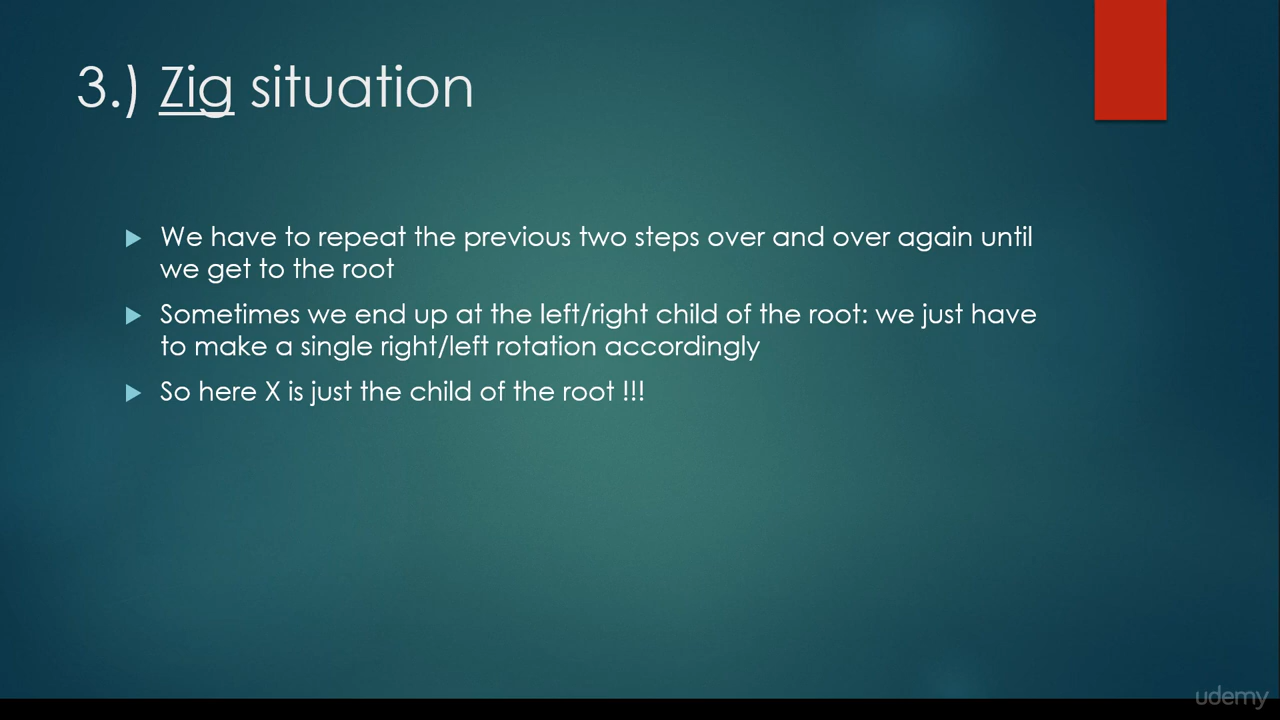 3.) Zig situation
We have to repeat the previous two steps over and over again until
we get to the root
Sometimes we end up at the left/right child of the root: we just have
to make a single right/left rotation accordingly
So here X is just the child of the root !!!
udemy